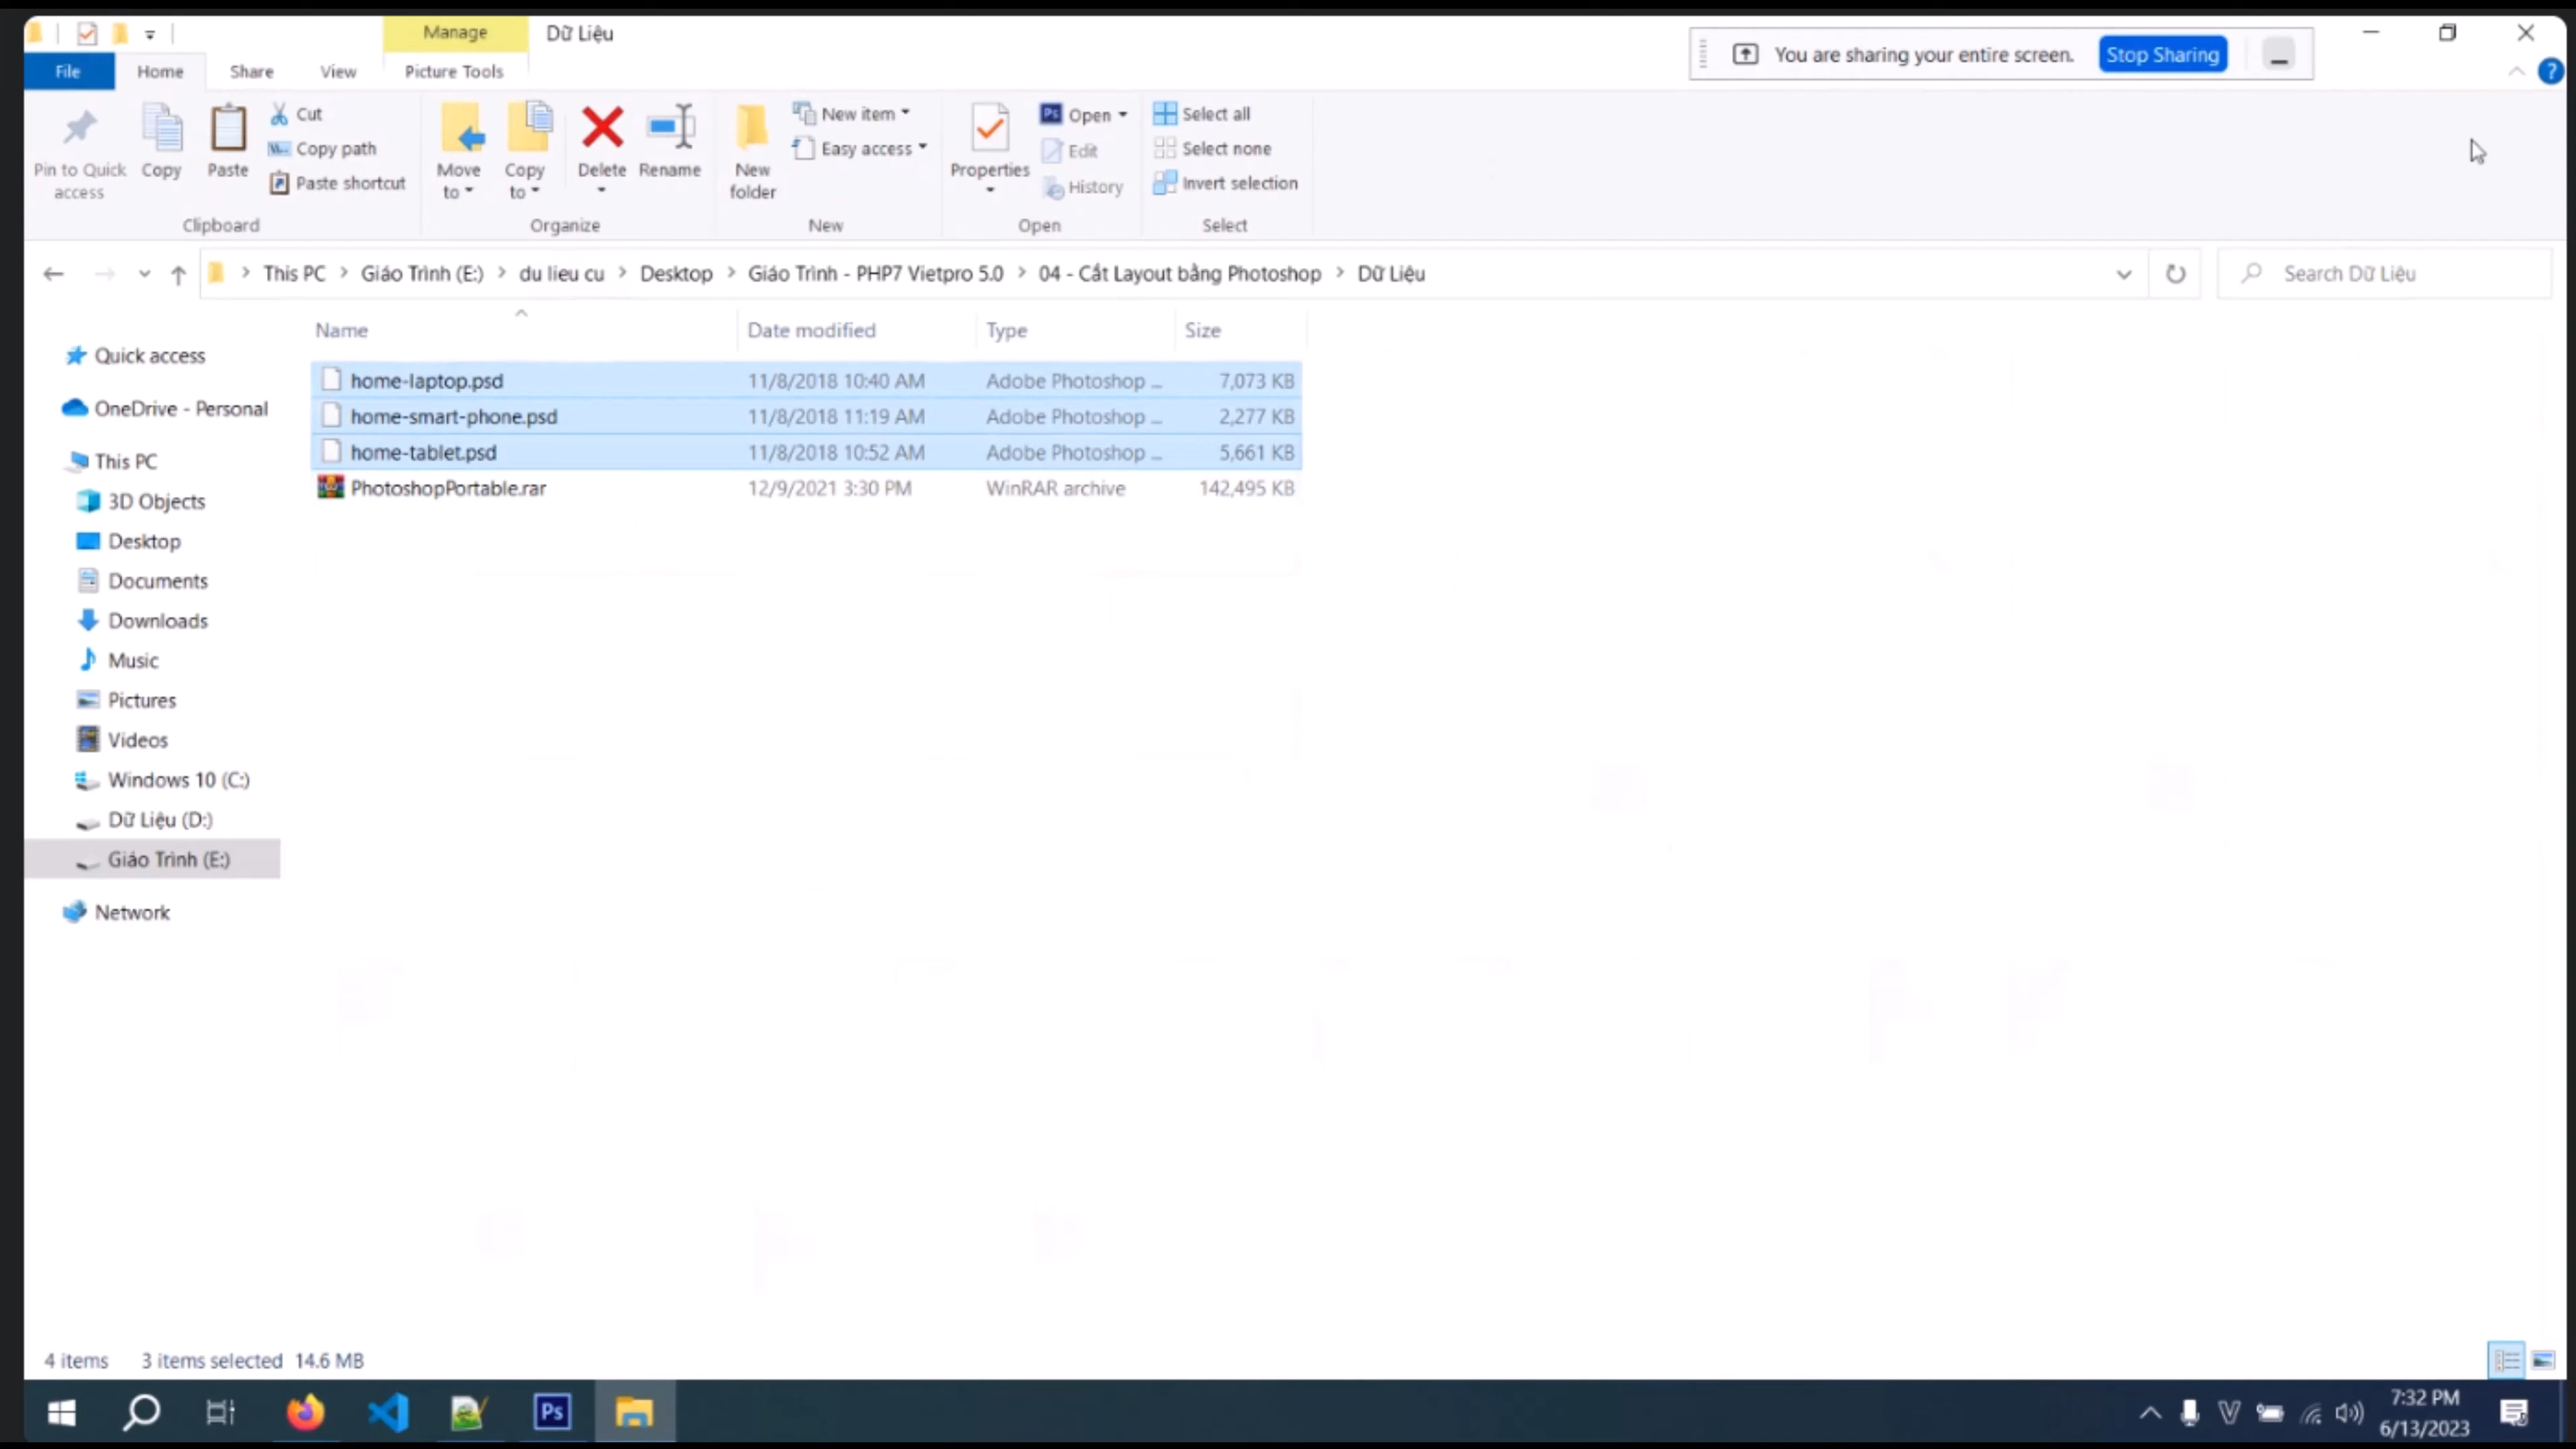 Manage
Dữ Liệu
You are sharing your entire screen.
Stop Sharing
File
Home
Share
View
Picture Tools
?
Pin to Quick access
Copy
Paste
Cut
Copy path
Paste shortcut
Clipboard
Move to
Copy to
Delete
Rename
Organize
New folder
New item
Easy access
New
Properties
Ps Open
Edit
History
Open
Select all
Select none
Invert selection
Select
This PC > Giáo Trình (E:) > du lieu cu > Desktop > Giáo Trình - PHP7 Vietpro 5.0 > 04 - Cắt Layout bằng Photoshop > Dữ Liệu
Search Dữ Liệu
Name Date modified Type Size
home-laptop.psd 11/8/2018 10:40 AM Adobe Photoshop ... 7,073 KB
home-smart-phone.psd 11/8/2018 11:19 AM Adobe Photoshop ... 2,277 KB
home-tablet.psd 11/8/2018 10:52 AM Adobe Photoshop ... 5,661 KB
PhotoshopPortable.rar 12/9/2021 3:30 PM WinRAR archive 142,495 KB
Quick access
OneDrive - Personal
This PC
3D Objects
Desktop
Documents
Downloads
Music
Pictures
Videos
Windows 10 (C:)
Dữ Liệu (D:)
Giáo Trình (E:)
Network
4 items 3 items selected 14.6 MB
Ps
V
7:32 PM
6/13/2023